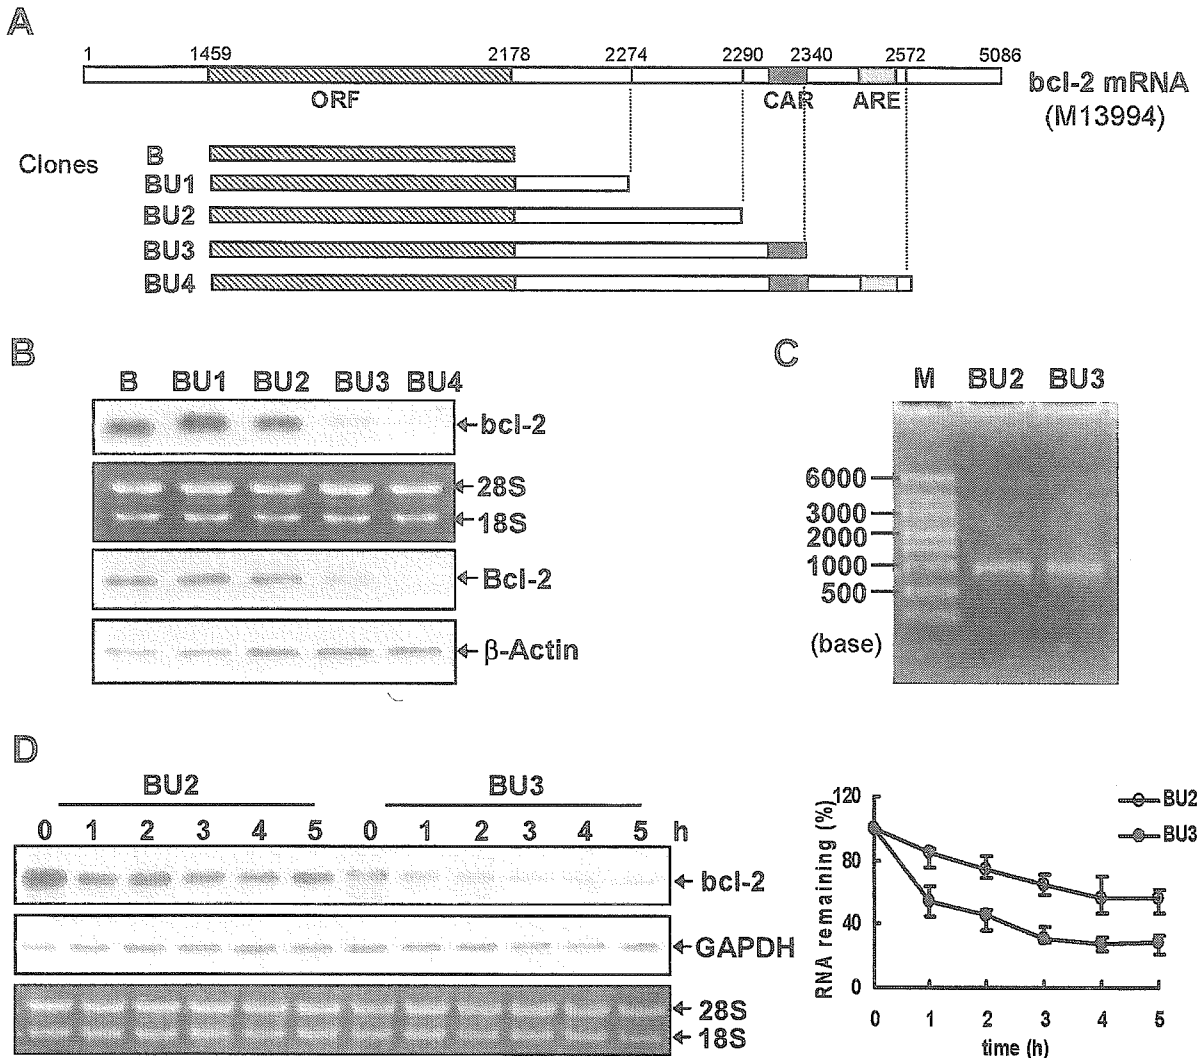 A
1 1459 2178 2274 2290 2340 2572 5086
ORF CAR ARE
bcl-2 mRNA
(M13994)
Clones
B
BU1
BU2
BU3
BU4
B
B BU1 BU2 BU3 BU4
bcl-2
28S
18S
Bcl-2
β-Actin
C
M BU2 BU3
6000
3000
2000
1000
500
(base)
D
BU2 BU3
0 1 2 3 4 5 0 1 2 3 4 5 h
bcl-2
GAPDH
28S
18S
RNA remaining (%)
120
80
40
0
0 1 2 3 4 5
time (h)
BU2
BU3